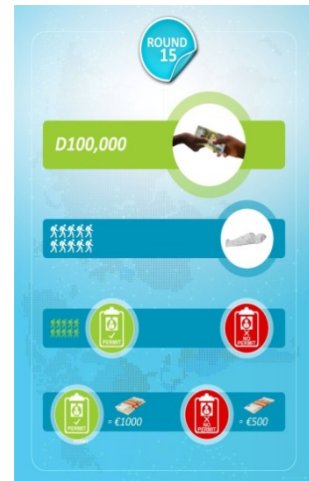 ROUND
15
D100,000
PERMIT
NO
PERMIT
PERMIT
= €1000
NO
PERMIT
= €500